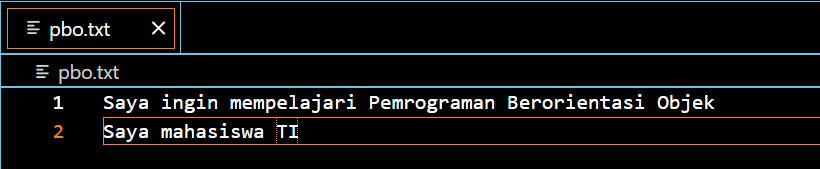 pbo.txt
pbo.txt
1 Saya ingin mempelajari Pemrograman Berorientasi Objek
2 Saya mahasiswa TI